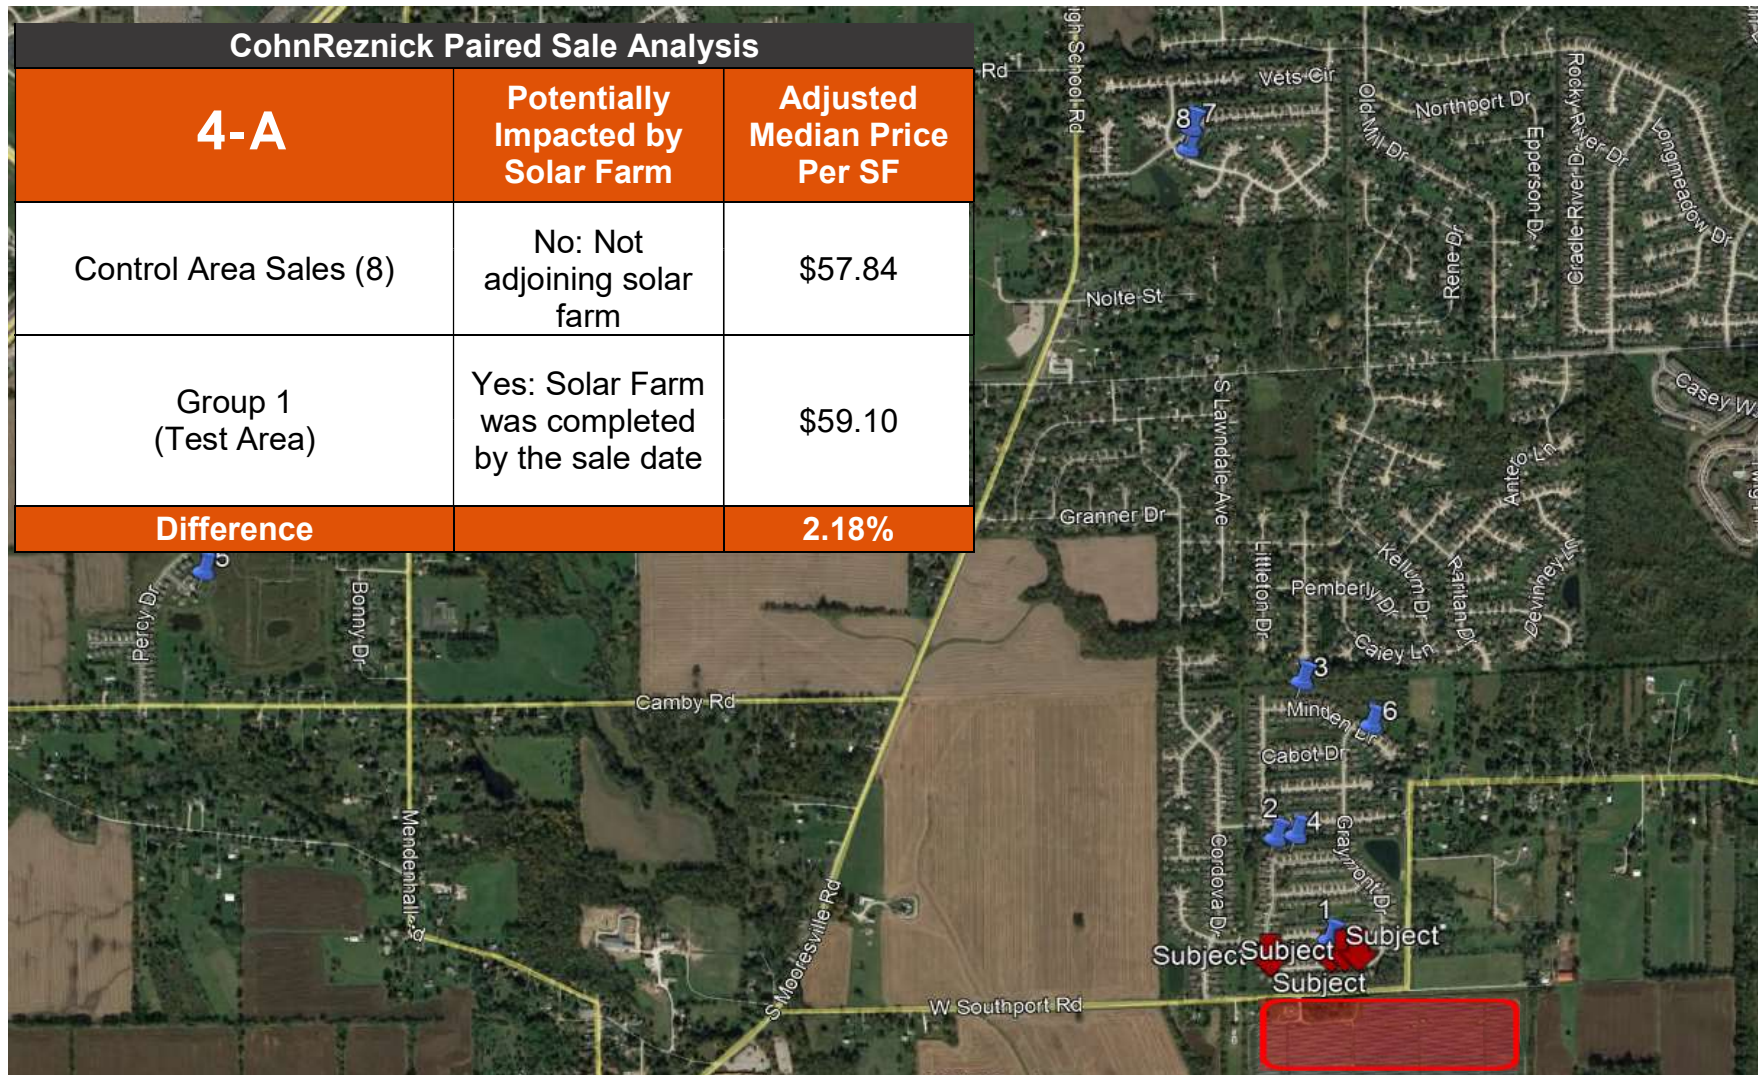 CohnReznick Paired Sale Analysis
4-A
Potentially
Impacted by
Solar Farm
Adjusted
Median Price
Per SF
Control Area Sales (8)
No: Not
adjoining solar
farm
$57.84
Group 1
(Test Area)
Yes: Solar Farm
was completed
by the sale date
$59.10
Difference
2.18%
Rd
igh School Rd
Vets Cir
Old Mill Dr
Northport Dr
Epperson Dr
Rocky River Dr
River Dr
Longmeadow Dr
Cradle River Dr
Rene Dr
8
7
Nolte St
S Lawndale Ave
Casey W
Antero Ln
Granner Dr
Littleton Dr
Pemberly Dr
Kellum Dr
Raritan Dr
Devinney Ln
Caley Ln
5
Percy Dr
Bonny Dr
3
Camby Rd
Minden Dr
6
Cabot Dr
2
4
Graymont Dr
Cordova Dr
Mendenhall
1
Subject
Subject
Subject
Subject
S Mooresville Rd
W Southport Rd